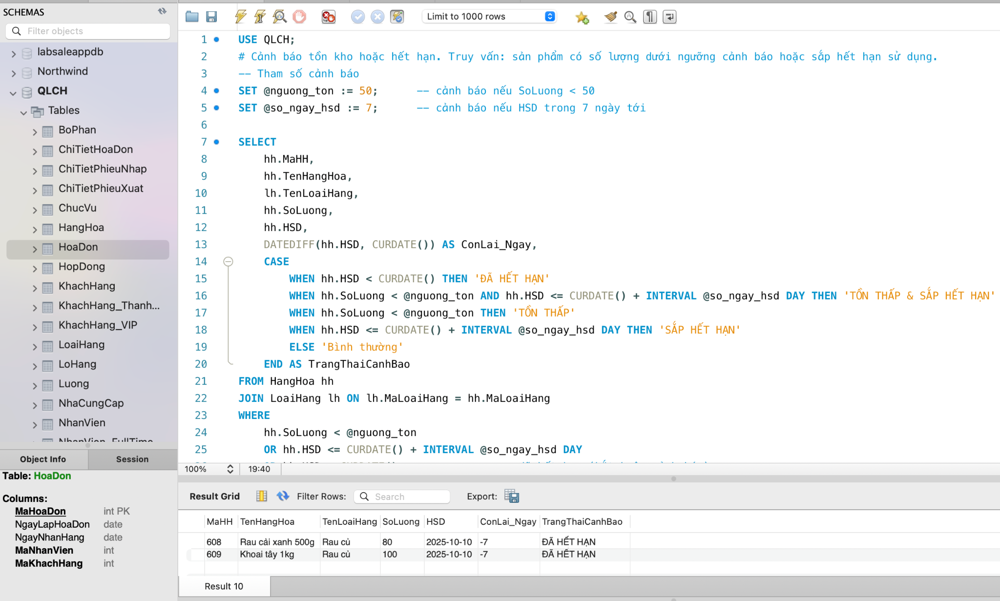 SCHEMAS
Filter objects
labsaleappdb
Northwind
QLCH
Tables
BoPhan
ChiTietHoaDon
ChiTietPhieuNhap
ChiTietPhieuXuat
ChucVu
HangHoa
HoaDon
HopDong
KhachHang
KhachHang_Thanh...
KhachHang_VIP
LoaiHang
LoHang
Luong
NhaCungCap
NhanVien
NhanVien_FullTime
Object Info Session
Table: HoaDon
Columns:
MaHoaDon int PK
NgayLapHoaDon date
NgayNhanHang date
MaNhanVien int
MaKhachHang int
Limit to 1000 rows
1 USE QLCH;
2 # Cảnh báo tồn kho hoặc hết hạn. Truy vấn: sản phẩm có số lượng dưới ngưỡng cảnh báo hoặc sắp hết hạn sử dụng.
3 -- Tham số cảnh báo
4 SET @nguong_ton := 50; -- cảnh báo nếu SoLuong < 50
5 SET @so_ngay_hsd := 7; -- cảnh báo nếu HSD trong 7 ngày tới
6
7 SELECT
8 hh.MaHH,
9 hh.TenHangHoa,
10 lh.TenLoaiHang,
11 hh.SoLuong,
12 hh.HSD,
13 DATEDIFF(hh.HSD, CURDATE()) AS ConLai_Ngay,
14 CASE
15 WHEN hh.HSD < CURDATE() THEN 'ĐÃ HẾT HẠN'
16 WHEN hh.SoLuong < @nguong_ton AND hh.HSD <= CURDATE() + INTERVAL @so_ngay_hsd DAY THEN 'TỒN THẤP & SẮP HẾT HẠN'
17 WHEN hh.SoLuong < @nguong_ton THEN 'TỒN THẤP'
18 WHEN hh.HSD <= CURDATE() + INTERVAL @so_ngay_hsd DAY THEN 'SẮP HẾT HẠN'
19 ELSE 'Bình thường'
20 END AS TrangThaiCanhBao
21 FROM HangHoa hh
22 JOIN LoaiHang lh ON lh.MaLoaiHang = hh.MaLoaiHang
23 WHERE
24 hh.SoLuong < @nguong_ton
25 OR hh.HSD <= CURDATE() + INTERVAL @so_ngay_hsd DAY
100% 19:40
Result Grid Filter Rows: Search Export:
MaHH TenHangHoa TenLoaiHang SoLuong HSD ConLai_Ngay TrangThaiCanhBao
608 Rau cải xanh 500g Rau củ 80 2025-10-10 -7 ĐÃ HẾT HẠN
609 Khoai tây 1kg Rau củ 100 2025-10-10 -7 ĐÃ HẾT HẠN
Result 10